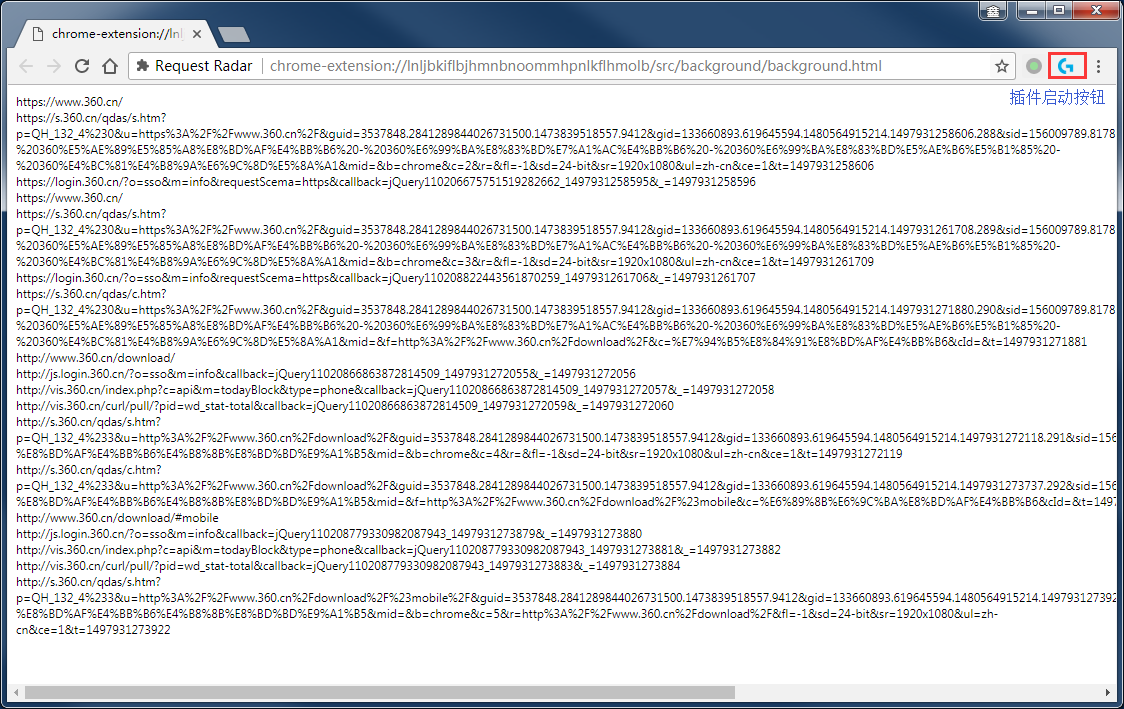 chrome-extension://lnl
鑫
Request Radar
chrome-extension://lnljbkiflbjhmnbnoommhpnlkflhmolb/src/background/background.html
插件启动按钮
https://www.360.cn/
https://s.360.cn/qdas/s.htm?
p=QH_132_4%230&u=https%3A%2F%2Fwww.360.cn%2F&guid=3537848.2841289844026731500.1473839518557.9412&gid=133660893.619645594.1480564915214.1497931258606.288&sid=156009789.8178
%20360%E5%AE%89%E5%85%A8%E8%BD%AF%E4%BB%B6%20-%20360%E6%99%BA%E8%83%BD%E7%A1%AC%E4%BB%B6%20-%20360%E6%99%BA%E8%83%BD%E5%AE%B6%E5%B1%85%20-
%20360%E4%BC%81%E4%B8%9A%E6%9C%8D%E5%8A%A1&mid=&b=chrome&c=2&r=&fl=-1&sd=24-bit&sr=1920x1080&ul=zh-cn&ce=1&t=1497931258606
https://login.360.cn/?o=sso&m=info&requestScema=https&callback=jQuery110206675751519282662_1497931258595&_=1497931258596
https://www.360.cn/
https://s.360.cn/qdas/s.htm?
p=QH_132_4%230&u=https%3A%2F%2Fwww.360.cn%2F&guid=3537848.2841289844026731500.1473839518557.9412&gid=133660893.619645594.1480564915214.1497931261708.289&sid=156009789.8178
%20360%E5%AE%89%E5%85%A8%E8%BD%AF%E4%BB%B6%20-%20360%E6%99%BA%E8%83%BD%E7%A1%AC%E4%BB%B6%20-%20360%E6%99%BA%E8%83%BD%E5%AE%B6%E5%B1%85%20-
%20360%E4%BC%81%E4%B8%9A%E6%9C%8D%E5%8A%A1&mid=&b=chrome&c=3&r=&fl=-1&sd=24-bit&sr=1920x1080&ul=zh-cn&ce=1&t=1497931261709
https://login.360.cn/?o=sso&m=info&requestScema=https&callback=jQuery110208822443561870259_1497931261706&_=1497931261707
https://s.360.cn/qdas/c.htm?
p=QH_132_4%230&u=https%3A%2F%2Fwww.360.cn%2F&guid=3537848.2841289844026731500.1473839518557.9412&gid=133660893.619645594.1480564915214.1497931271880.290&sid=156009789.8178
%20360%E5%AE%89%E5%85%A8%E8%BD%AF%E4%BB%B6%20-%20360%E6%99%BA%E8%83%BD%E7%A1%AC%E4%BB%B6%20-%20360%E6%99%BA%E8%83%BD%E5%AE%B6%E5%B1%85%20-
%20360%E4%BC%81%E4%B8%9A%E6%9C%8D%E5%8A%A1&mid=&f=http%3A%2F%2Fwww.360.cn%2Fdownload%2F&c=%E7%94%B5%E8%84%91%E8%BD%AF%E4%BB%B6&cId=&t=1497931271881
http://www.360.cn/download/
http://js.login.360.cn/?o=sso&m=info&callback=jQuery11020866863872814509_1497931272055&_=1497931272056
http://vis.360.cn/index.php?c=api&m=todayBlock&type=phone&callback=jQuery11020866863872814509_1497931272057&_=1497931272058
http://vis.360.cn/curl/pull/?pid=wd_stat-total&callback=jQuery11020866863872814509_1497931272059&_=1497931272060
http://s.360.cn/qdas/s.htm?
p=QH_132_4%233&u=http%3A%2F%2Fwww.360.cn%2Fdownload%2F&guid=3537848.2841289844026731500.1473839518557.9412&gid=133660893.619645594.1480564915214.1497931272118.291&sid=156
%E8%BD%AF%E4%BB%B6%E4%B8%8B%E8%BD%BD%E9%A1%B5&mid=&b=chrome&c=4&r=&fl=-1&sd=24-bit&sr=1920x1080&ul=zh-cn&ce=1&t=1497931272119
http://s.360.cn/qdas/c.htm?
p=QH_132_4%233&u=http%3A%2F%2Fwww.360.cn%2Fdownload%2F&guid=3537848.2841289844026731500.1473839518557.9412&gid=133660893.619645594.1480564915214.1497931273737.292&sid=156
%E8%BD%AF%E4%BB%B6%E4%B8%8B%E8%BD%BD%E9%A1%B5&mid=&f=http%3A%2F%2Fwww.360.cn%2Fdownload%2F%23mobile&c=%E6%89%8B%E6%9C%BA%E8%BD%AF%E4%BB%B6&cId=&t=1497
http://www.360.cn/download/#mobile
http://js.login.360.cn/?o=sso&m=info&callback=jQuery110208779330982087943_1497931273879&_=1497931273880
http://vis.360.cn/index.php?c=api&m=todayBlock&type=phone&callback=jQuery110208779330982087943_1497931273881&_=1497931273882
http://vis.360.cn/curl/pull/?pid=wd_stat-total&callback=jQuery110208779330982087943_1497931273883&_=1497931273884
http://s.360.cn/qdas/s.htm?
p=QH_132_4%233&u=http%3A%2F%2Fwww.360.cn%2Fdownload%2F%23mobile%2F&guid=3537848.2841289844026731500.1473839518557.9412&gid=133660893.619645594.1480564915214.149793127392
%E8%BD%AF%E4%BB%B6%E4%B8%8B%E8%BD%BD%E9%A1%B5&mid=&b=chrome&c=5&r=http%3A%2F%2Fwww.360.cn%2Fdownload%2F&fl=-1&sd=24-bit&sr=1920x1080&ul=zh-
cn&ce=1&t=1497931273922